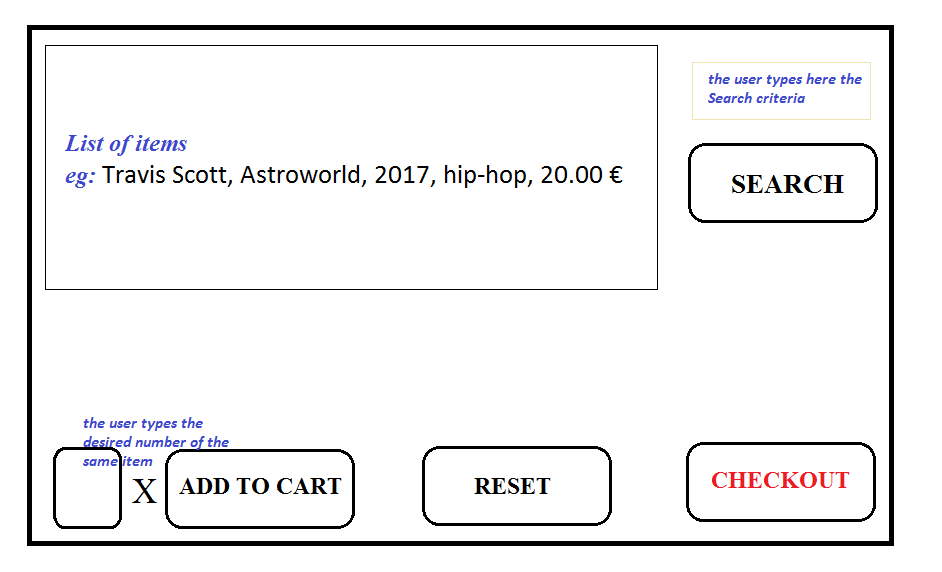 the user types here the
Search criteria
List of items
eg: Travis Scott, Astroworld, 2017, hip-hop, 20.00 €
SEARCH
the user types the
desired number of the
same item
X
ADD TO CART
RESET
CHECKOUT